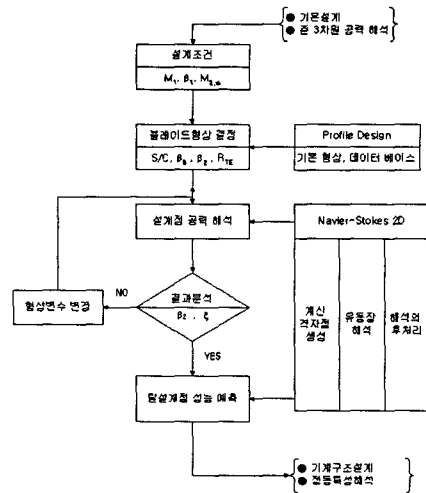 ● 기본설계
● 준 3차원 공력 해석
설계조건
M₁, β₁, M₂,
블레이드형상 결정
S/C, β, β₂, R_TE
Profile Design
기본 형상, 데이터 베이스
설계점 공력 해석
Navier-Stokes 2D
계산
격자점
생성
유동장
해석
해석의
후처리
형상변수 변경
NO
결과분석
β₂ , ζ
YES
탈설계점 성능 예측
● 기계구조설계
● 진동특성해석